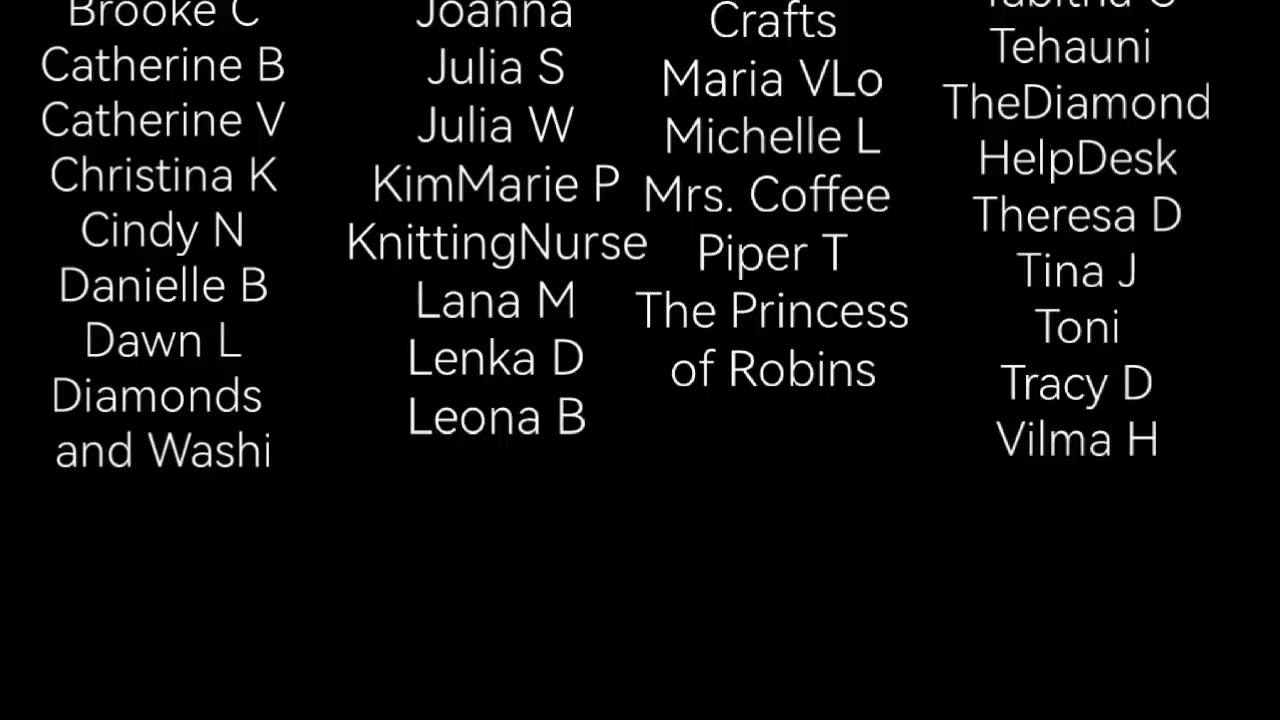 Brooke C
Catherine B
Catherine V
Christina K
Cindy N
Danielle B
Dawn L
Diamonds
and Washi
Joanna
Julia S
Julia W
KimMarie P
KnittingNurse
Lana M
Lenka D
Leona B
Crafts
Maria VLo
Michelle L
Mrs. Coffee
Piper T
The Princess
of Robins
Tehauni
TheDiamond
HelpDesk
Theresa D
Tina J
Toni
Tracy D
Vilma H